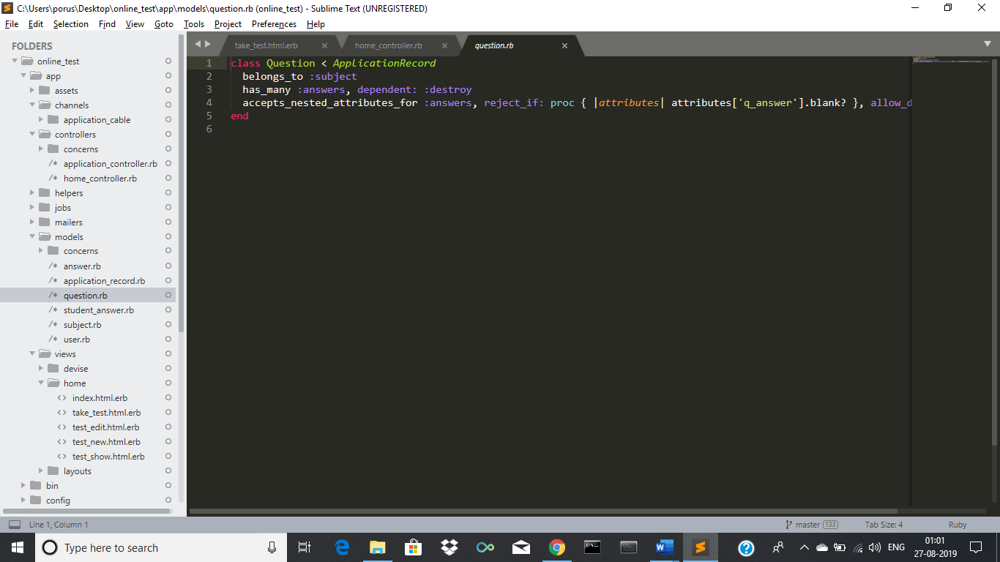 C:\Users\porus\Desktop\online_test\app\models\question.rb (online_test) - Sublime Text (UNREGISTERED)
File Edit Selection Find View Goto Tools Project Preferences Help
FOLDERS
online_test
app
assets
channels
application_cable
controllers
concerns
/* application_controller.rb
/* home_controller.rb
helpers
jobs
mailers
models
concerns
/* answer.rb
/* application_record.rb
/* question.rb
/* student_answer.rb
/* subject.rb
/* user.rb
views
devise
home
<> index.html.erb
<> take_test.html.erb
<> test_edit.html.erb
<> test_new.html.erb
<> test_show.html.erb
layouts
bin
config
take_test.html.erb × home_controller.rb × question.rb ×
1 class Question < ApplicationRecord
2 belongs_to :subject
3 has_many :answers, dependent: :destroy
4 accepts_nested_attributes_for :answers, reject_if: proc { |attributes| attributes['q_answer'].blank? }, allow_d
5 end
6
Line 1, Column 1 master 133 Tab Size: 4 Ruby
Type here to search
ENG
01:01
27-08-2019